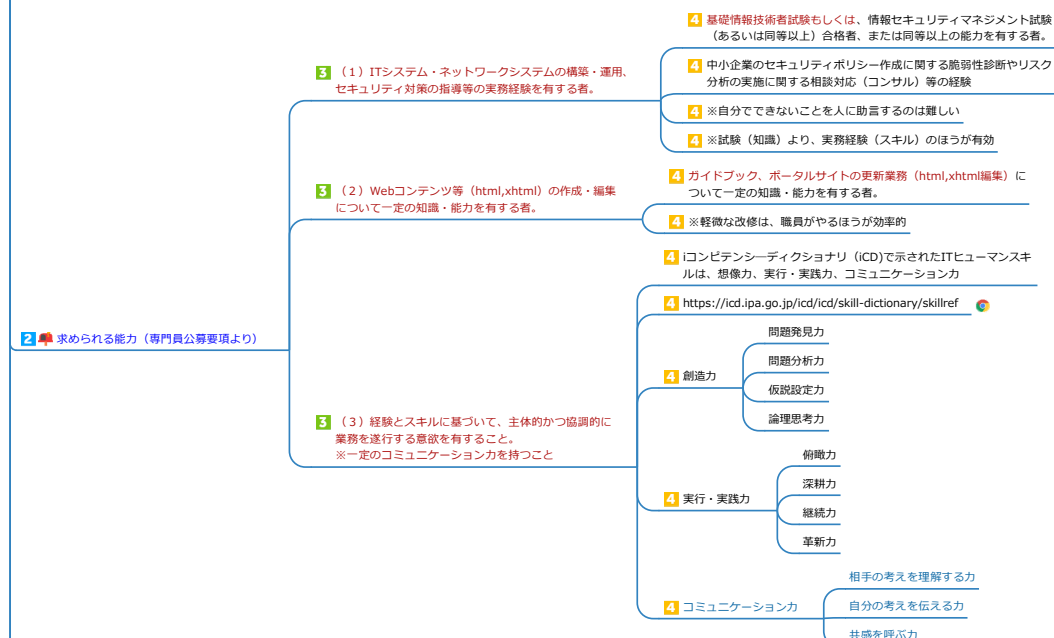 2 求められる能力（専門員公募要項より）
3 （１）ITシステム・ネットワークシステムの構築・運用、
セキュリティ対策の指導等の実務経験を有する者。
4 基礎情報技術者試験もしくは、情報セキュリティマネジメント試験
（あるいは同等以上）合格者、または同等以上の能力を有する者。
4 中小企業のセキュリティポリシー作成に関する脆弱性診断やリスク
分析の実施に関する相談対応（コンサル）等の経験
4 ※自分でできないことを人に助言するのは難しい
4 ※試験（知識）より、実務経験（スキル）のほうが有効
3 （２）Webコンテンツ等（html,xhtml）の作成・編集
について一定の知識・能力を有する者。
4 ガイドブック、ポータルサイトの更新業務（html,xhtml編集）に
ついて一定の知識・能力を有する者。
4 ※軽微な改修は、職員がやるほうが効率的
3 （３）経験とスキルに基づいて、主体的かつ協調的に
業務を遂行する意欲を有すること。
※一定のコミュニケーション力を持つこと
4 iコンピテンシ―ディクショナリ（iCD)で示されたITヒューマンスキ
ルは、想像力、実行・実践力、コミュニケーション力
4 https://icd.ipa.go.jp/icd/icd/skill-dictionary/skillref
4 創造力
問題発見力
問題分析力
仮説設定力
論理思考力
4 実行・実践力
俯瞰力
深耕力
継続力
革新力
4 コミュニケーション力
相手の考えを理解する力
自分の考えを伝える力
共感を呼ぶ力